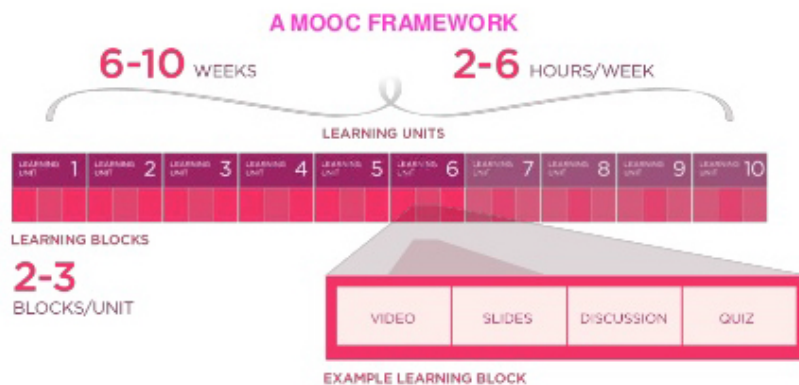 A MOOC FRAMEWORK
6-10 WEEKS
2-6 HOURS/WEEK
LEARNING UNITS
LEARNING UNIT 1
LEARNING UNIT 2
LEARNING UNIT 3
LEARNING UNIT 4
LEARNING UNIT 5
LEARNING UNIT 6
LEARNING UNIT 7
LEARNING UNIT 8
LEARNING UNIT 9
LEARNING UNIT 10
LEARNING BLOCKS
2-3
BLOCKS/UNIT
VIDEO
SLIDES
DISCUSSION
QUIZ
EXAMPLE LEARNING BLOCK